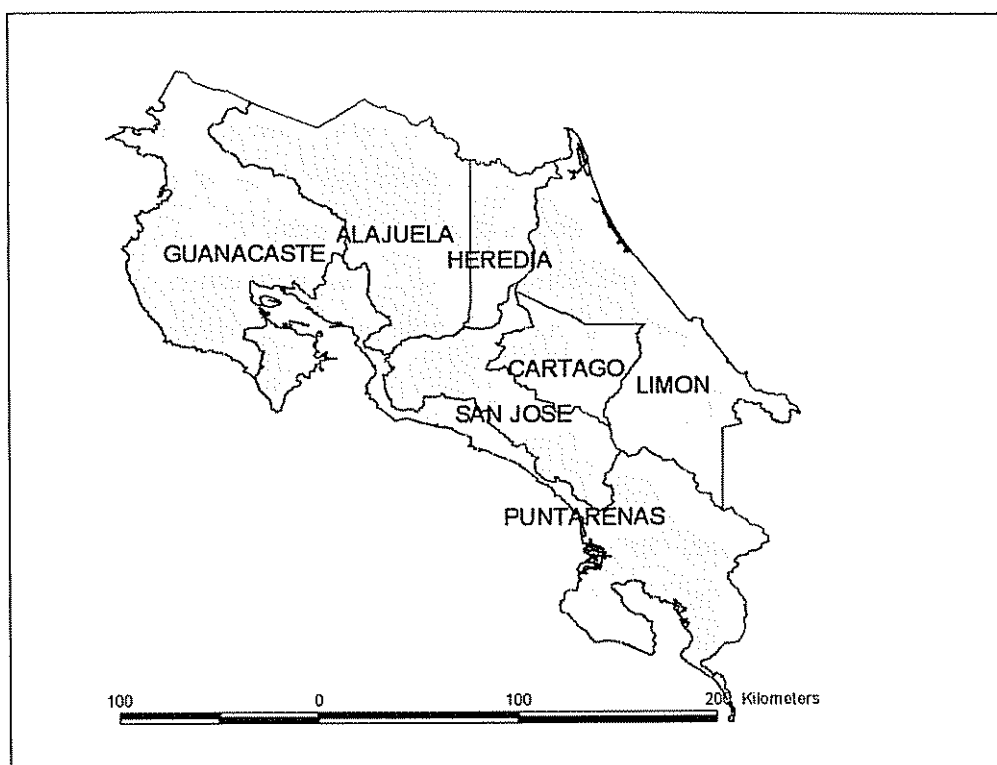 ALAJUELA
GUANACASTE
HEREDIA
CARTAGO
LIMON
SAN JOSE
PUNTARENAS
100 0 100 200 Kilometers